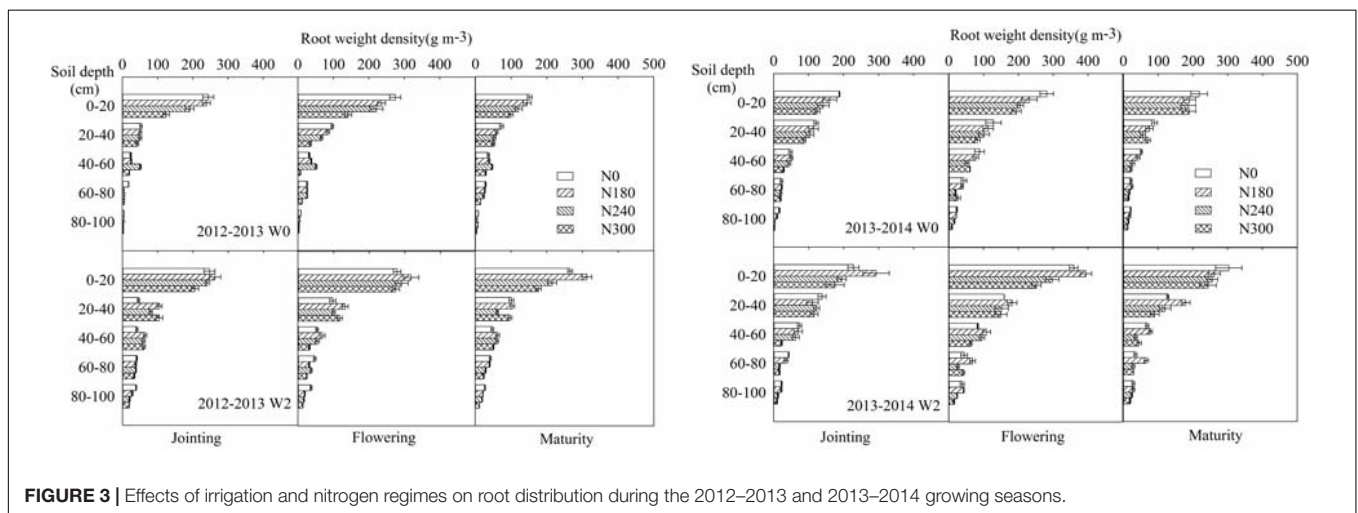 Root weight density(g m-3)
Soil depth
(cm)
0 100 200 300 400 0 100 200 300 400 0 100 200 300 400 500
0-20
20-40
40-60
60-80
80-100
N0
N180
N240
N300
2012-2013 W0
0-20
20-40
40-60
60-80
80-100
2012-2013 W2
Jointing Flowering Maturity
Root weight density(g m-3)
Soil depth
(cm)
0 100 200 300 400 0 100 200 300 400 0 100 200 300 400 500
0-20
20-40
40-60
60-80
80-100
N0
N180
N240
N300
2013-2014 W0
0-20
20-40
40-60
60-80
80-100
2013-2014 W2
Jointing Flowering Maturity
FIGURE 3 | Effects of irrigation and nitrogen regimes on root distribution during the 2012–2013 and 2013–2014 growing seasons.